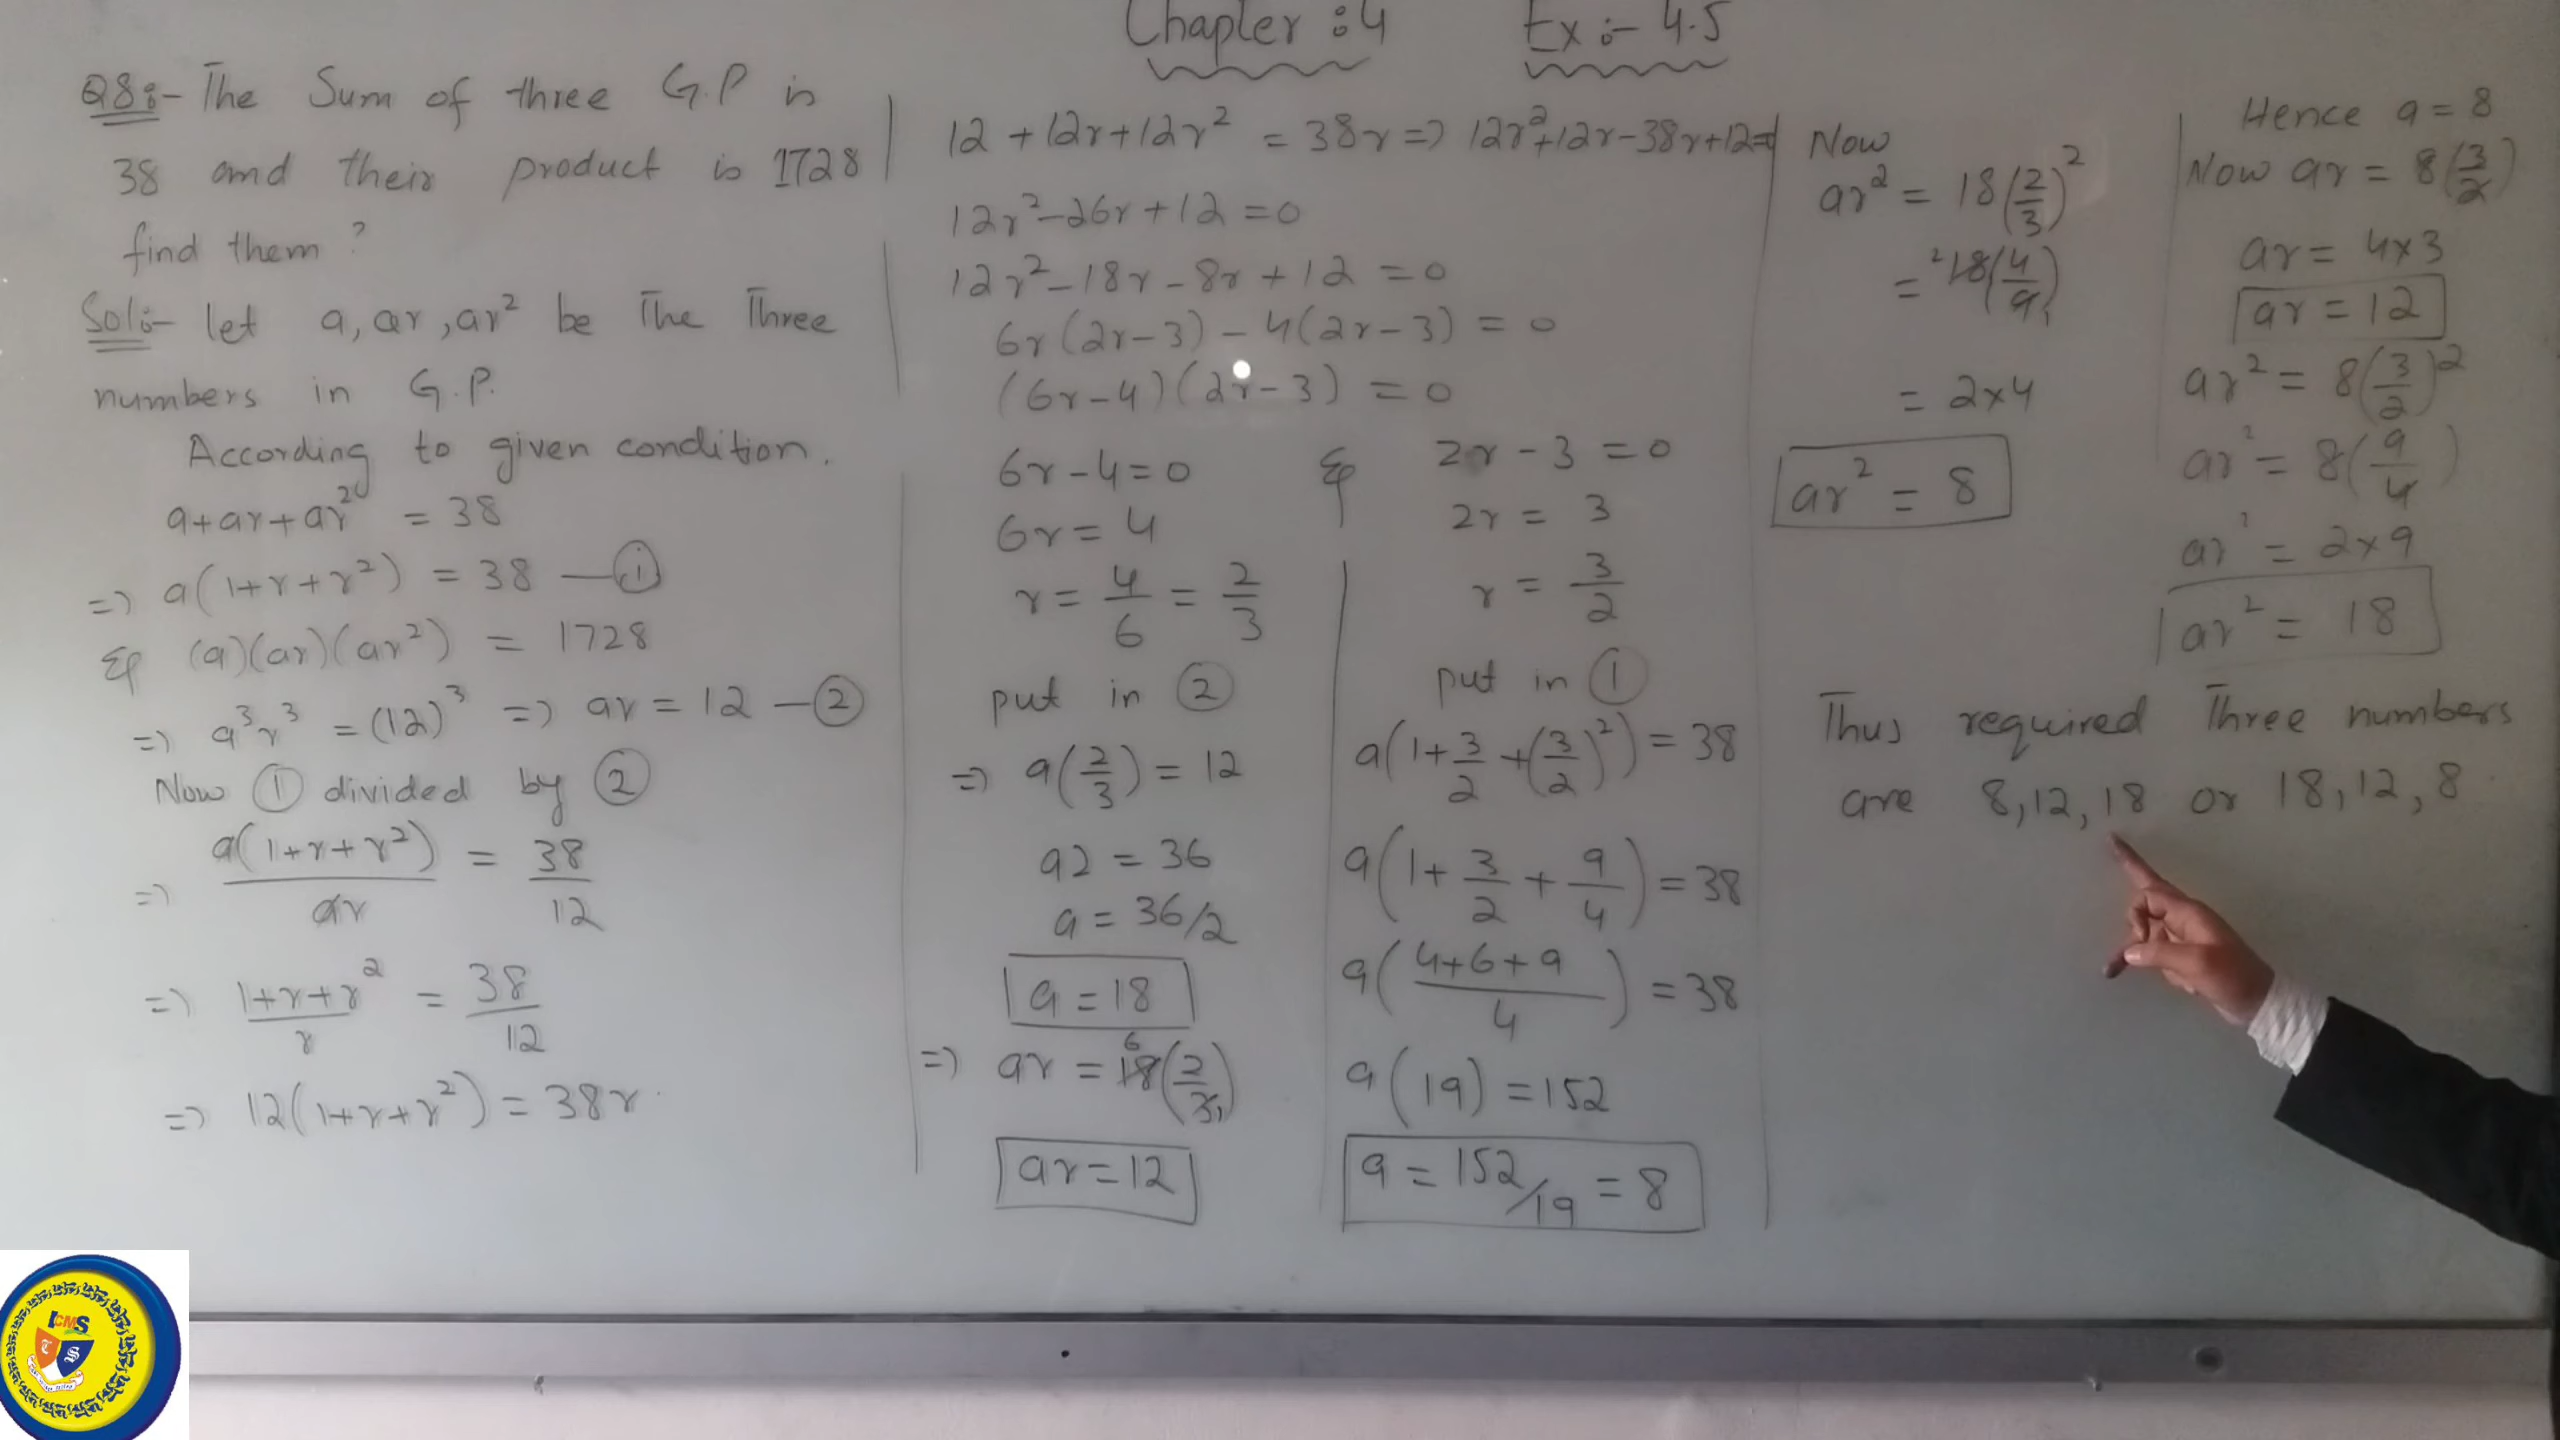 Chapter :4 Ex :- 4.5
Q8:- The Sum of three G.P is
38 and their product is 1728
find them ?
Sol:- let a, ar, ar² be The Three
numbers in G.P.
According to given condition.
a+ar+ar² = 38
=> a(1+r+r²) = 38 — ①
& (a)(ar)(ar²) = 1728
=> a³r³ = (12)³ => ar = 12 — ②
Now ① divided by ②
=> a(1+r+r²)/ar = 38/12
=> 1+r+r²/r = 38/12
=> 12(1+r+r²) = 38r
12 + 12r+12r² = 38r => 12r²+12r-38r+12=0
12r²-26r+12 =0
12r²-18r-8r+12 =0
6r(2r-3)-4(2r-3) = 0
(6r-4)(2r-3) = 0
6r-4=0
6r= 4
r= 4/6 = 2/3
put in ②
=> a(2/3) = 12
a2 = 36
a = 36/2
a = 18
=> ar = 18(2/3)
ar=12
& 2r-3 =0
2r = 3
r = 3/2
put in ①
a(1+3/2+(3/2)²) = 38
a(1+3/2+9/4) = 38
a(4+6+9/4) = 38
a(19) = 152
a = 152/19 = 8
Now
ar² = 18(2/3)²
= 18(4/9)
= 2x4
ar² = 8
Hence a = 8
Now ar = 8(3/2)
ar = 4x3
ar = 12
ar² = 8(3/2)²
ar² = 8(9/4)
ar² = 2x9
ar² = 18
Thus required Three numbers
are 8,12,18 or 18,12,8
ICMS
T S